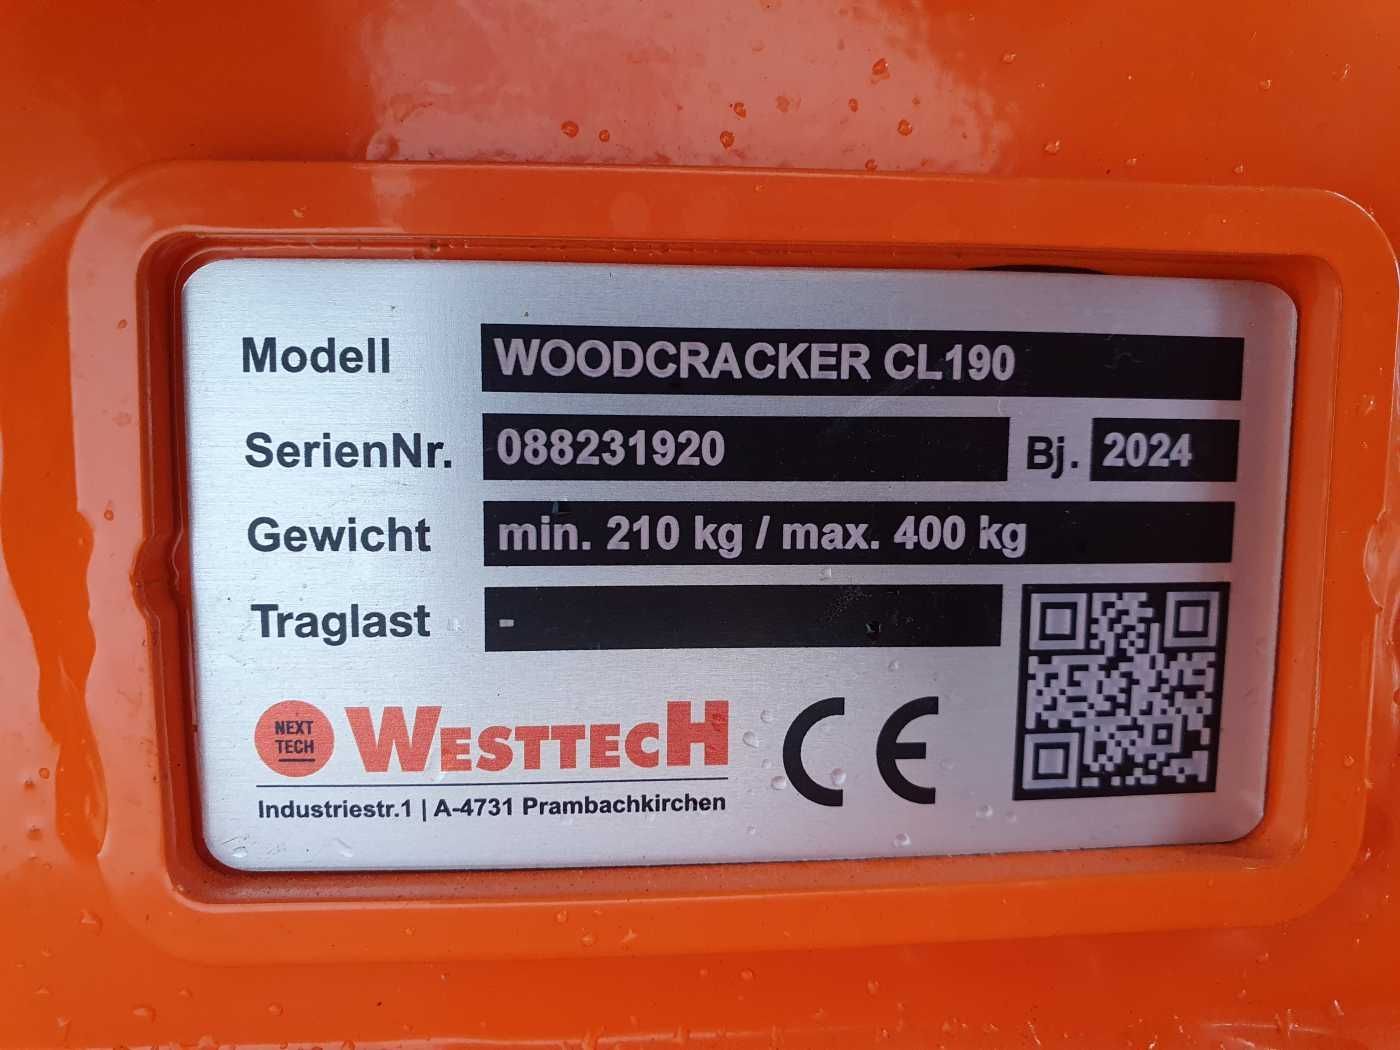 Modell WOODCRACKER CL190
SerienNr. 088231920 Bj. 2024
Gewicht min. 210 kg / max. 400 kg
Traglast -
NEXT
TECH
WESTTECH
CE
Industriestr.1 | A-4731 Prambachkirchen